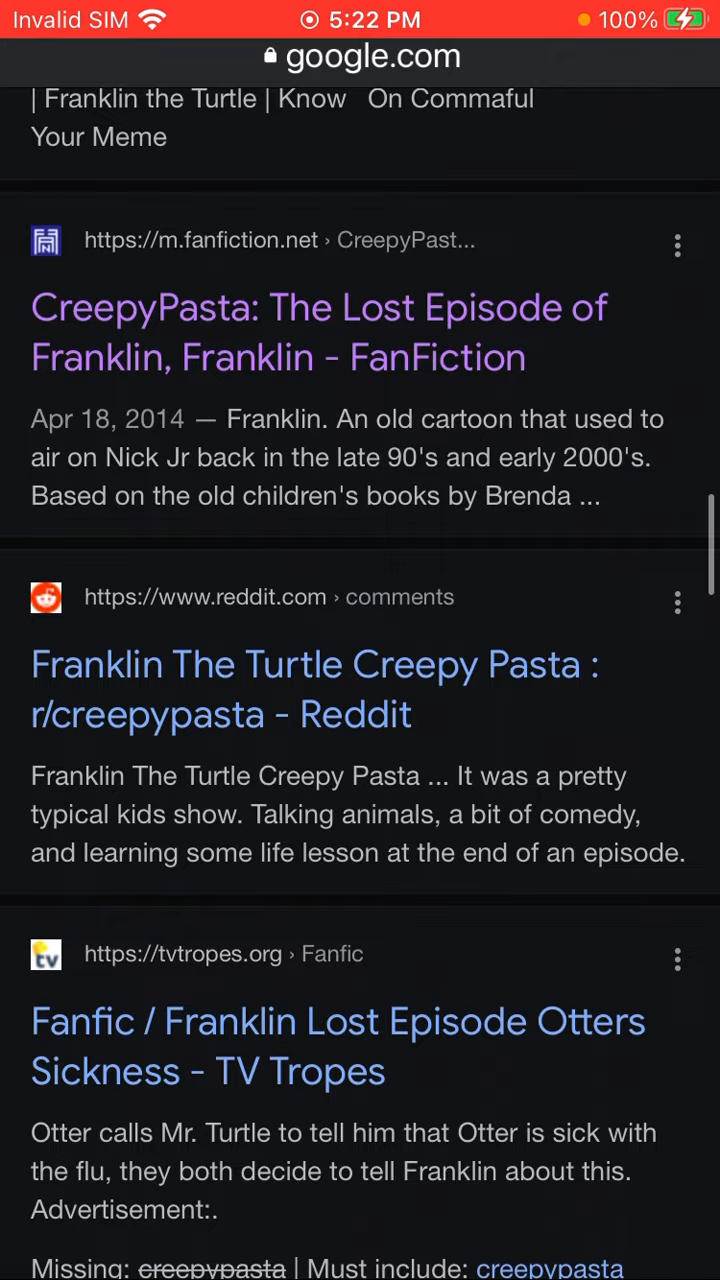 Invalid SIM 5:22 PM 100%
google.com
| Franklin the Turtle | Know On Commaful
Your Meme
https://m.fanfiction.net › CreepyPast...
CreepyPasta: The Lost Episode of
Franklin, Franklin - FanFiction
Apr 18, 2014 — Franklin. An old cartoon that used to
air on Nick Jr back in the late 90's and early 2000's.
Based on the old children's books by Brenda ...
https://www.reddit.com › comments
Franklin The Turtle Creepy Pasta :
r/creepypasta - Reddit
Franklin The Turtle Creepy Pasta ... It was a pretty
typical kids show. Talking animals, a bit of comedy,
and learning some life lesson at the end of an episode.
tv https://tvtropes.org › Fanfic
Fanfic / Franklin Lost Episode Otters
Sickness - TV Tropes
Otter calls Mr. Turtle to tell him that Otter is sick with
the flu, they both decide to tell Franklin about this.
Advertisement:.
Missing: creepypasta | Must include: creepypasta